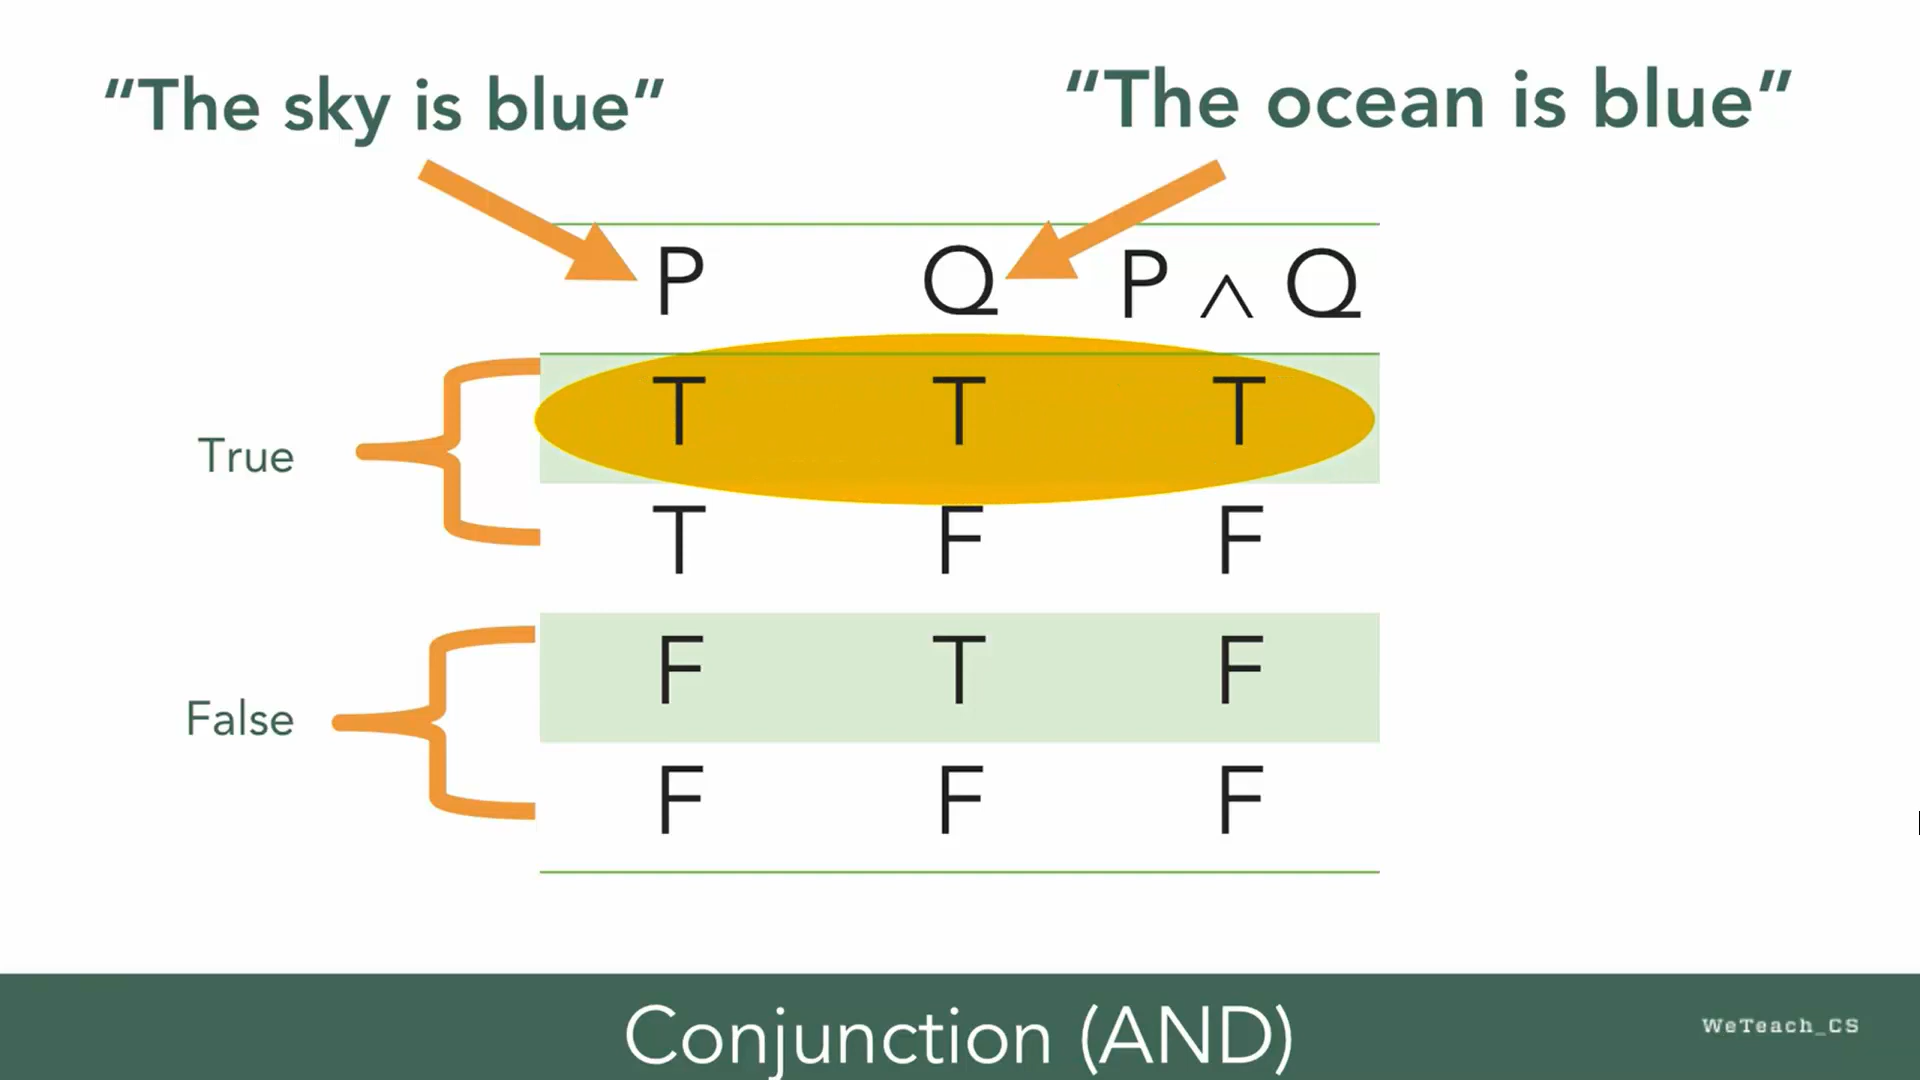 “The sky is blue”
“The ocean is blue”
P Q P ∧ Q
True
T T T
T F F
False
F T F
F F F
Conjunction (AND)
WeTeach_CS